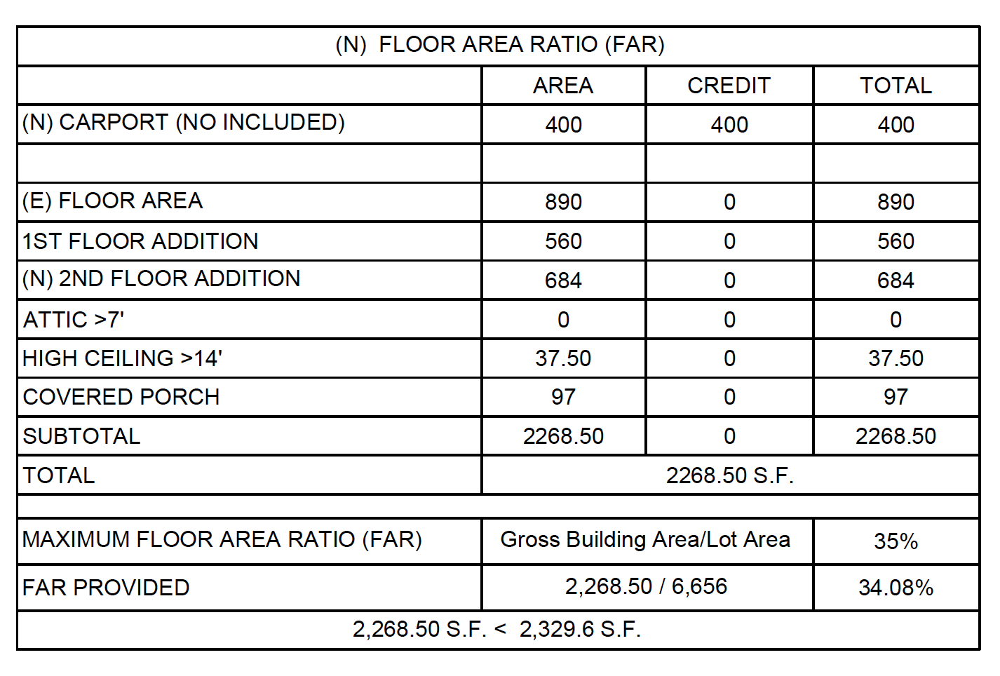 (N) FLOOR AREA RATIO (FAR)
AREA CREDIT TOTAL
(N) CARPORT (NO INCLUDED) 400 400 400
(E) FLOOR AREA 890 0 890
1ST FLOOR ADDITION 560 0 560
(N) 2ND FLOOR ADDITION 684 0 684
ATTIC >7' 0 0 0
HIGH CEILING >14' 37.50 0 37.50
COVERED PORCH 97 0 97
SUBTOTAL 2268.50 0 2268.50
TOTAL 2268.50 S.F.
MAXIMUM FLOOR AREA RATIO (FAR) Gross Building Area/Lot Area 35%
FAR PROVIDED 2,268.50 / 6,656 34.08%
2,268.50 S.F. < 2,329.6 S.F.